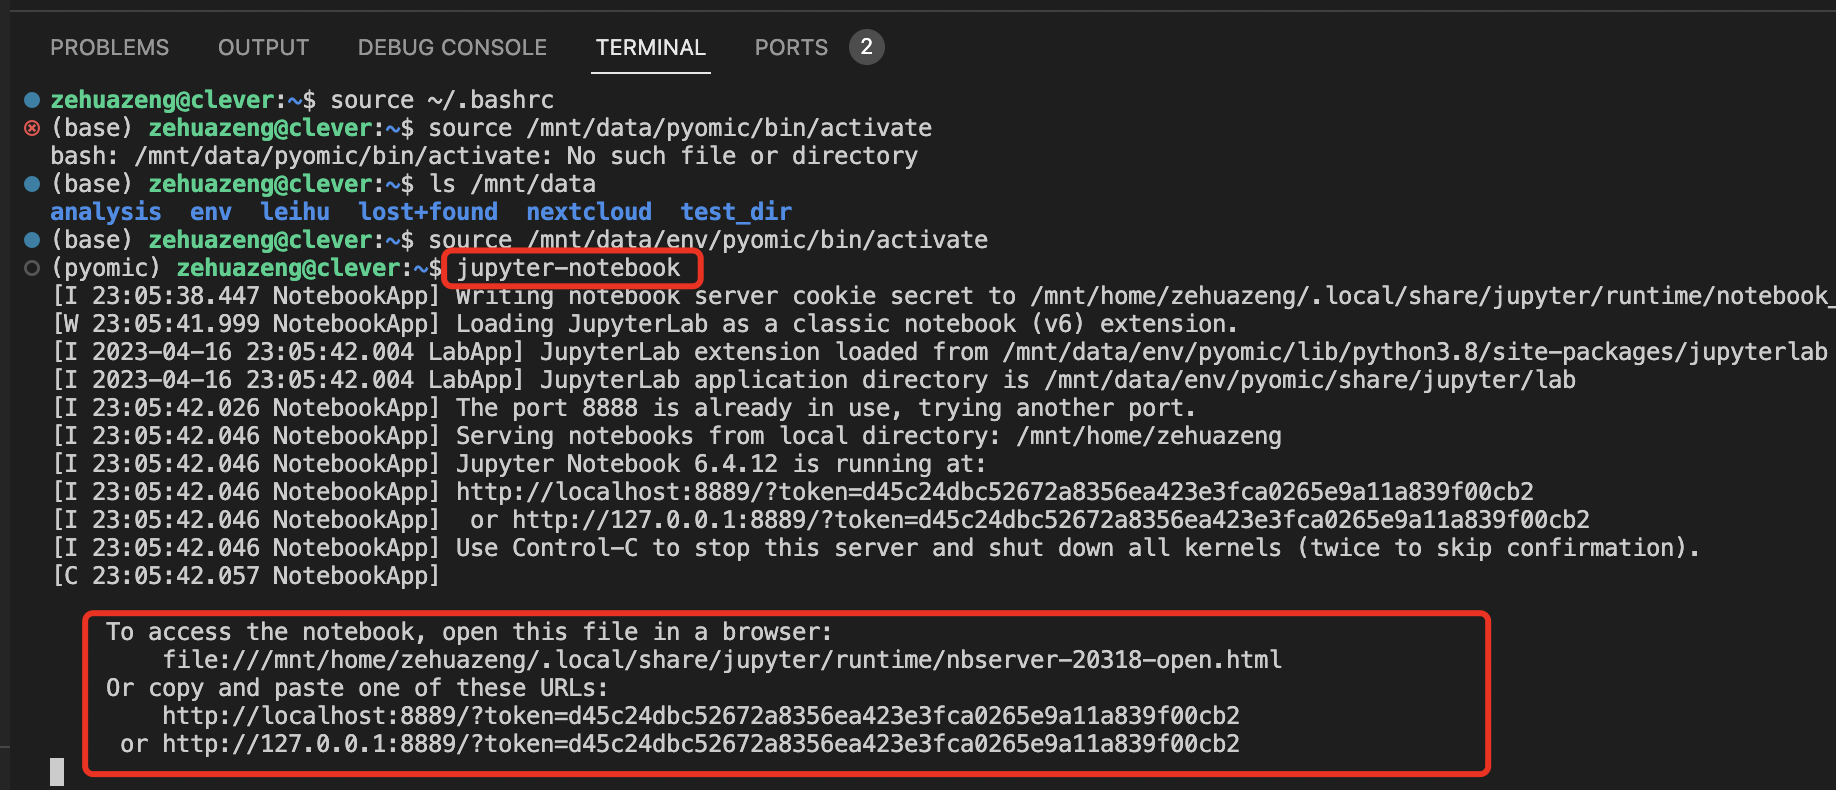 PROBLEMS OUTPUT DEBUG CONSOLE TERMINAL PORTS 2
zehuazeng@clever:~$ source ~/.bashrc
(base) zehuazeng@clever:~$ source /mnt/data/pyomic/bin/activate
bash: /mnt/data/pyomic/bin/activate: No such file or directory
(base) zehuazeng@clever:~$ ls /mnt/data
analysis env leihu lost+found nextcloud test_dir
(base) zehuazeng@clever:~$ source /mnt/data/env/pyomic/bin/activate
(pyomic) zehuazeng@clever:~$ jupyter-notebook
[I 23:05:38.447 NotebookApp] Writing notebook server cookie secret to /mnt/home/zehuazeng/.local/share/jupyter/runtime/notebook_
[W 23:05:41.999 NotebookApp] Loading JupyterLab as a classic notebook (v6) extension.
[I 2023-04-16 23:05:42.004 LabApp] JupyterLab extension loaded from /mnt/data/env/pyomic/lib/python3.8/site-packages/jupyterlab
[I 2023-04-16 23:05:42.004 LabApp] JupyterLab application directory is /mnt/data/env/pyomic/share/jupyter/lab
[I 23:05:42.026 NotebookApp] The port 8888 is already in use, trying another port.
[I 23:05:42.046 NotebookApp] Serving notebooks from local directory: /mnt/home/zehuazeng
[I 23:05:42.046 NotebookApp] Jupyter Notebook 6.4.12 is running at:
[I 23:05:42.046 NotebookApp] http://localhost:8889/?token=d45c24dbc52672a8356ea423e3fca0265e9a11a839f00cb2
[I 23:05:42.046 NotebookApp]  or http://127.0.0.1:8889/?token=d45c24dbc52672a8356ea423e3fca0265e9a11a839f00cb2
[I 23:05:42.046 NotebookApp] Use Control-C to stop this server and shut down all kernels (twice to skip confirmation).
[C 23:05:42.057 NotebookApp]
To access the notebook, open this file in a browser:
file:///mnt/home/zehuazeng/.local/share/jupyter/runtime/nbserver-20318-open.html
Or copy and paste one of these URLs:
http://localhost:8889/?token=d45c24dbc52672a8356ea423e3fca0265e9a11a839f00cb2
or http://127.0.0.1:8889/?token=d45c24dbc52672a8356ea423e3fca0265e9a11a839f00cb2